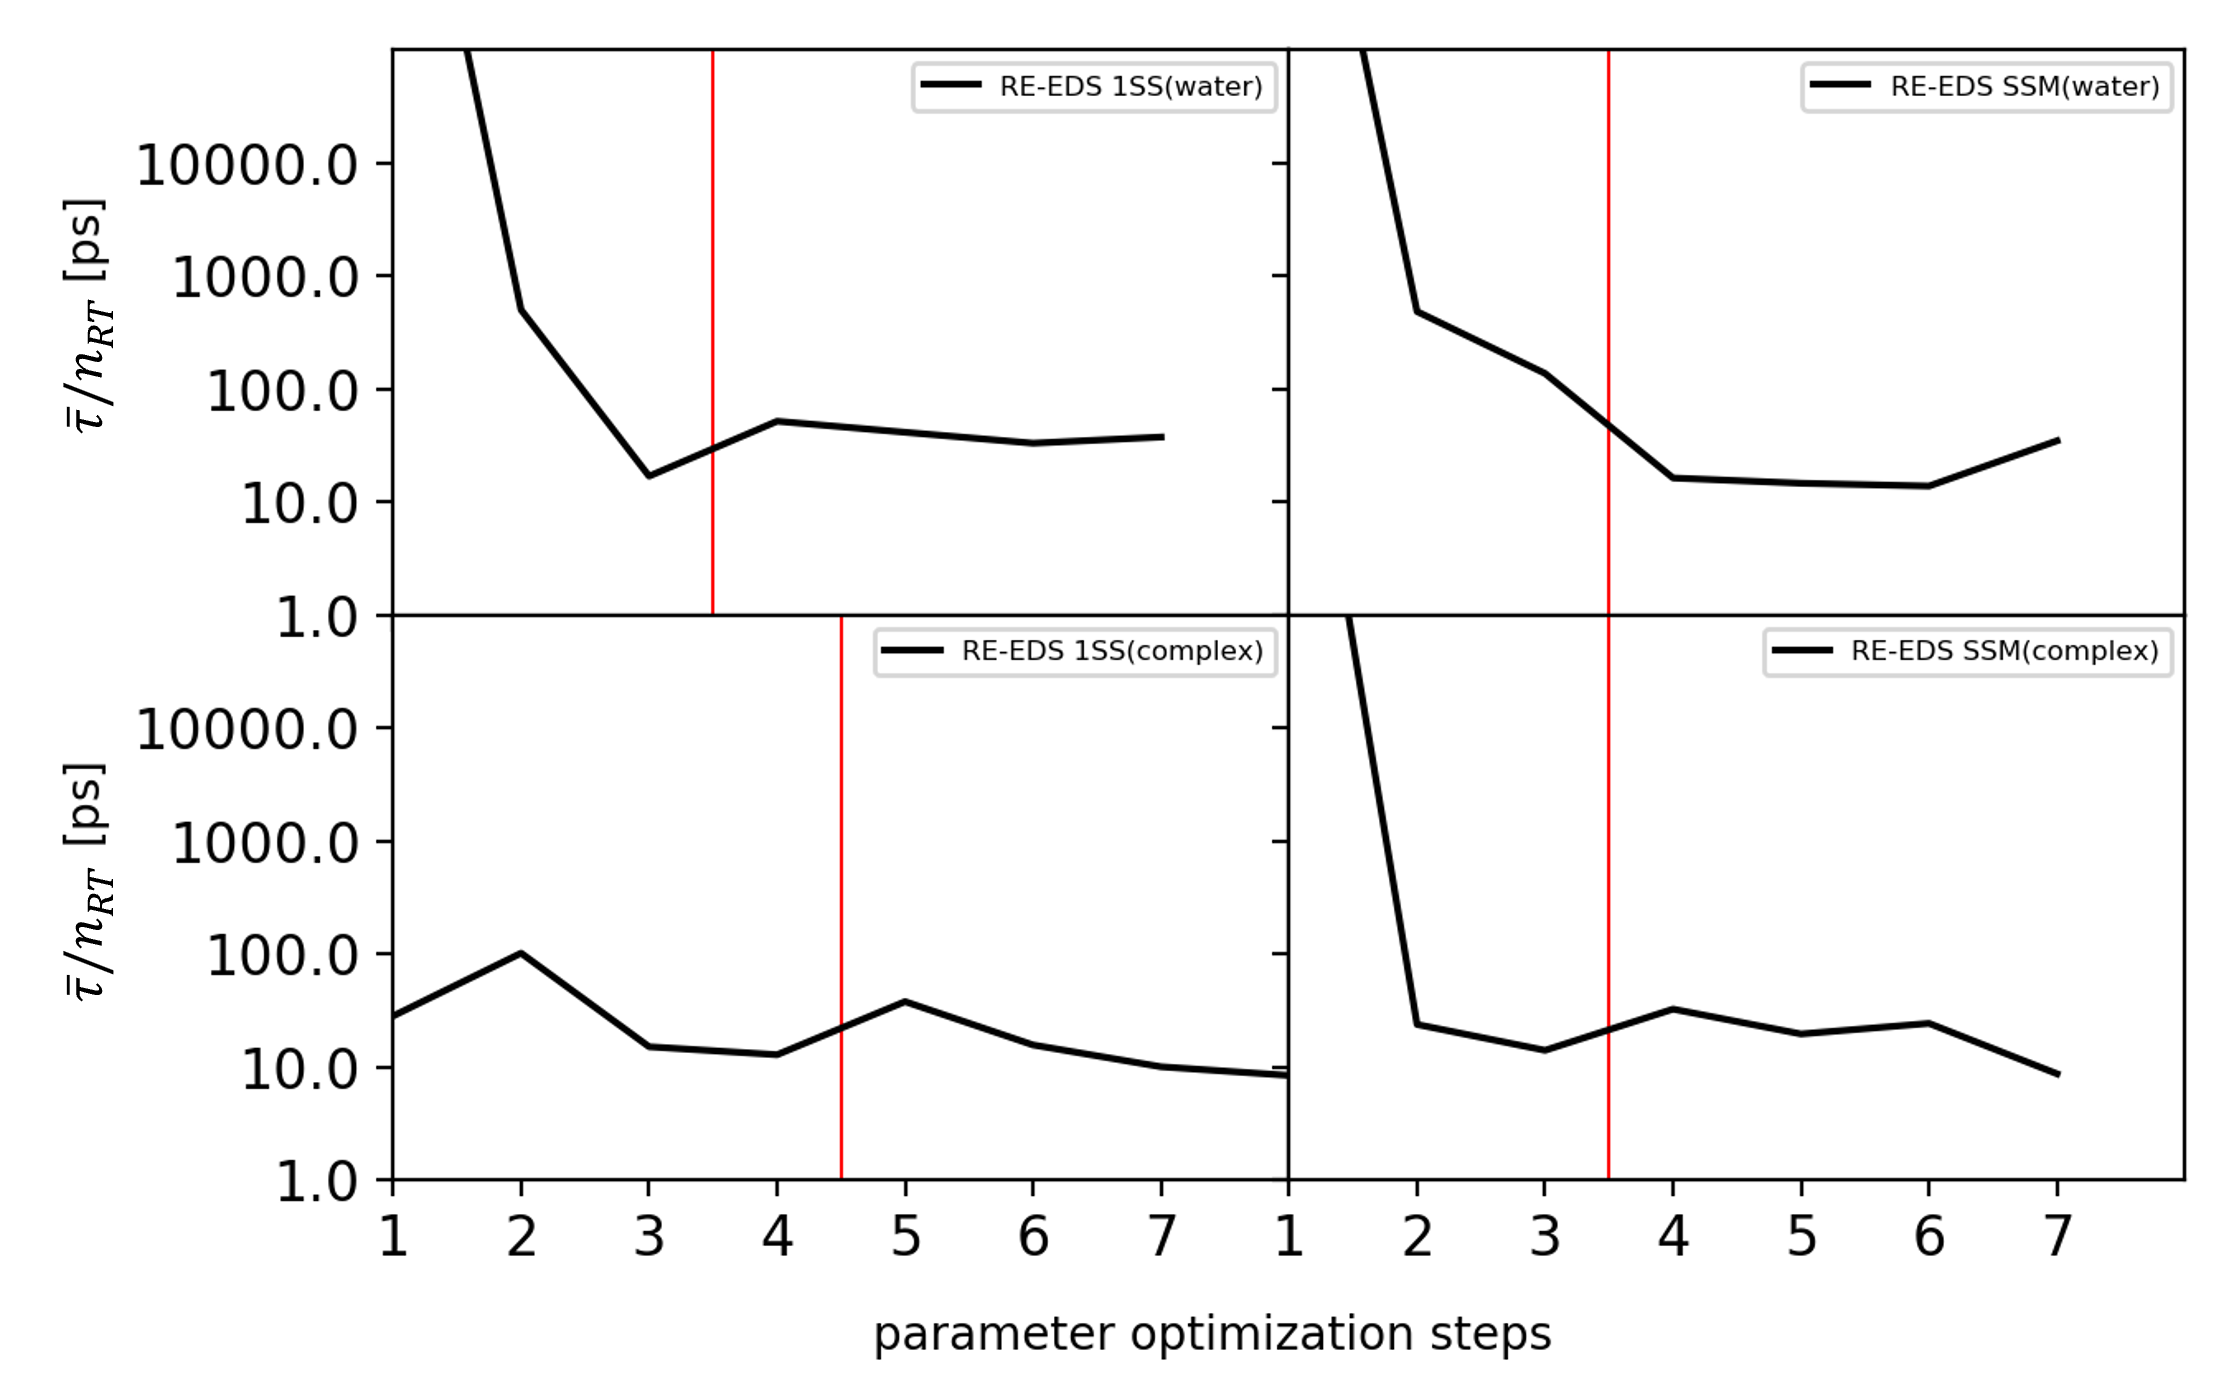 RE-EDS 1SS(water)
RE-EDS SSM(water)
10000.0
1000.0
100.0
10.0
1.0
τ̄/n_RT [ps]
RE-EDS 1SS(complex)
RE-EDS SSM(complex)
10000.0
1000.0
100.0
10.0
1.0
τ̄/n_RT [ps]
1 2 3 4 5 6 7 1 2 3 4 5 6 7
parameter optimization steps